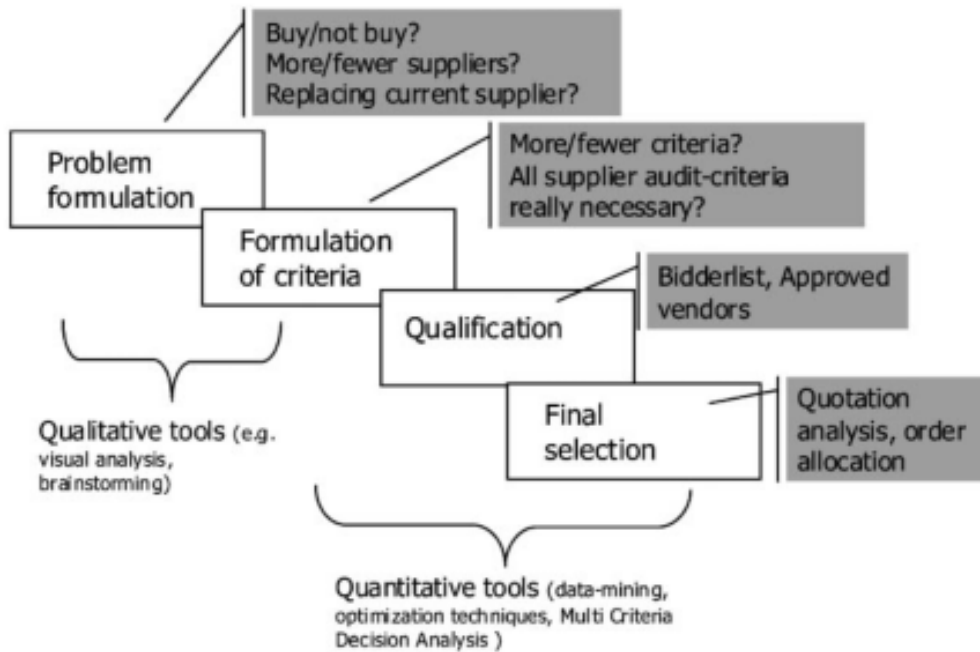 Buy/not buy?
More/fewer suppliers?
Replacing current supplier?
Problem
formulation
More/fewer criteria?
All supplier audit-criteria
really necessary?
Formulation
of criteria
Bidderlist, Approved
vendors
Qualification
Final
selection
Quotation
analysis, order
allocation
Qualitative tools (e.g.
visual analysis,
brainstorming)
Quantitative tools (data-mining,
optimization techniques, Multi Criteria
Decision Analysis )